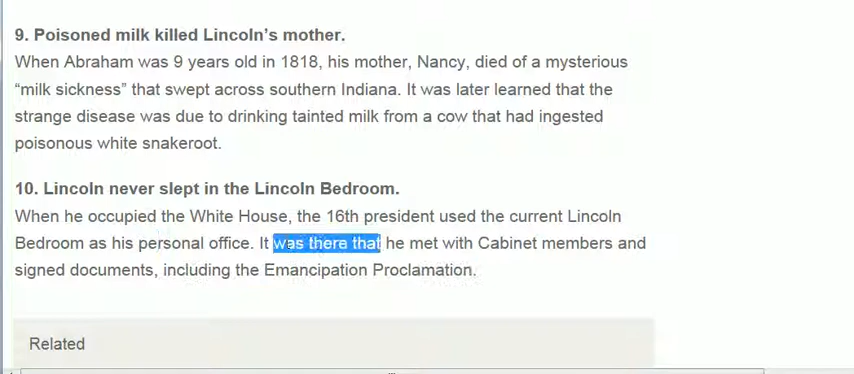 9. Poisoned milk killed Lincoln’s mother.
When Abraham was 9 years old in 1818, his mother, Nancy, died of a mysterious
“milk sickness” that swept across southern Indiana. It was later learned that the
strange disease was due to drinking tainted milk from a cow that had ingested
poisonous white snakeroot.
10. Lincoln never slept in the Lincoln Bedroom.
When he occupied the White House, the 16th president used the current Lincoln
Bedroom as his personal office. It was there that he met with Cabinet members and
signed documents, including the Emancipation Proclamation.
Related